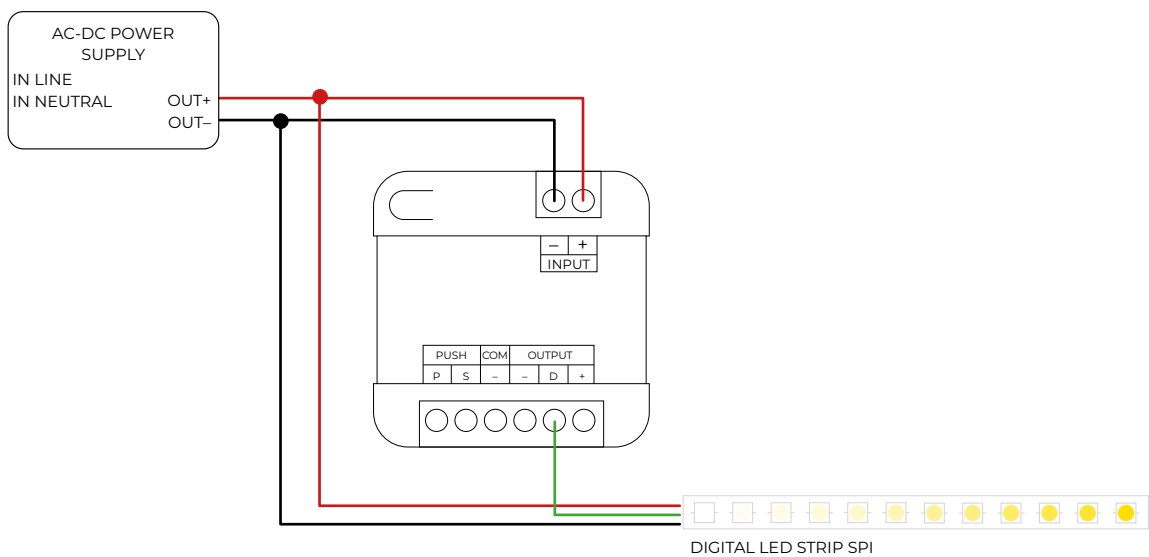 AC-DC POWER
SUPPLY
IN LINE
IN NEUTRAL OUT+
OUT–
– +
INPUT
PUSH COM OUTPUT
P S – – D +
DIGITAL LED STRIP SPI